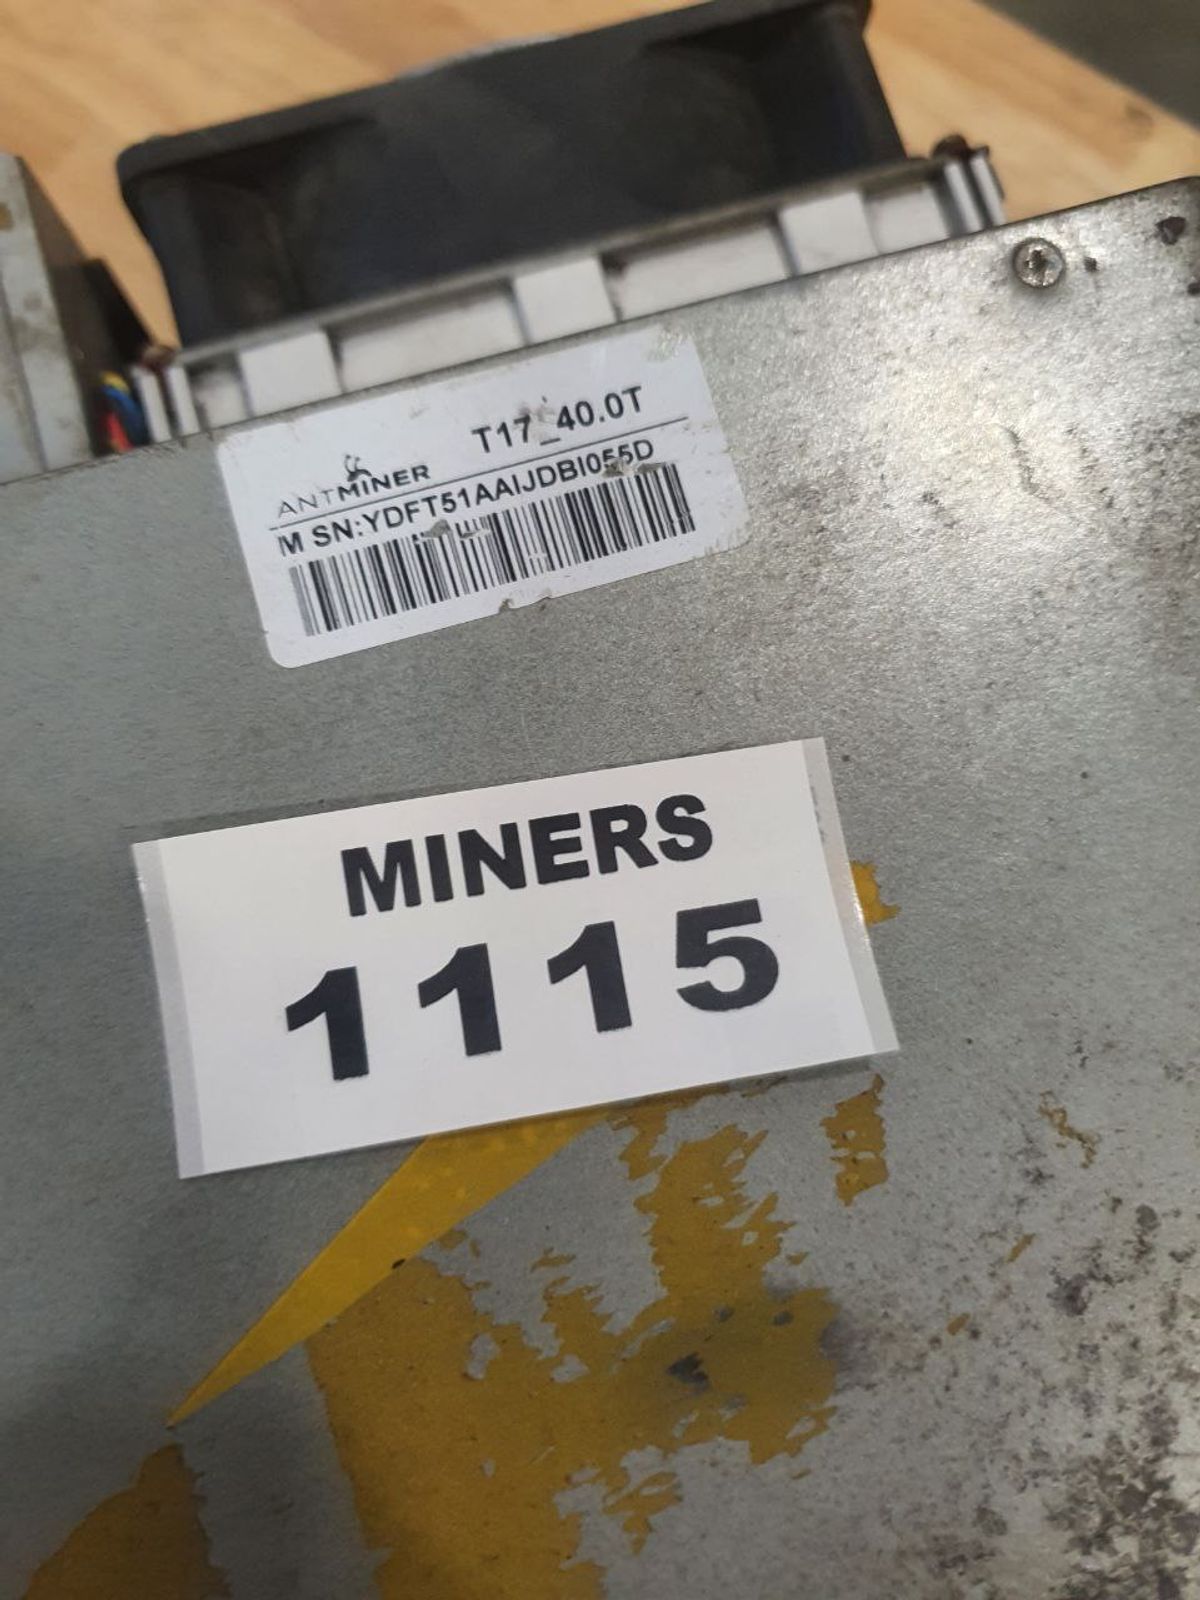 T17_40.0T
ANTMINER
M SN:YDFT51AAIJDBI055D
MINERS
1115